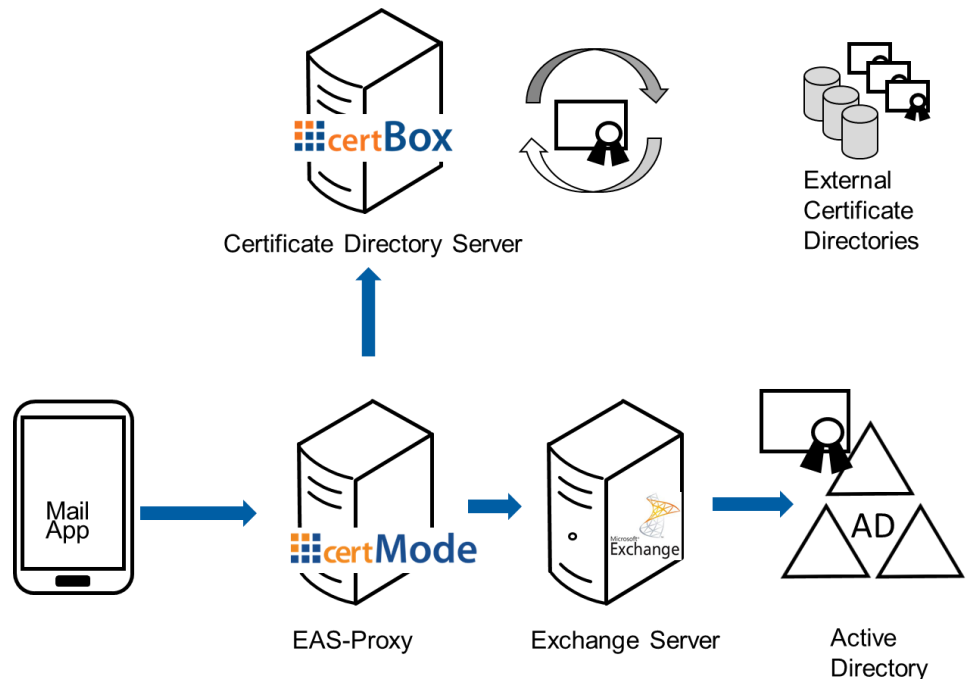 certBox
External
Certificate
Directories
Certificate Directory Server
Mail
App
certMode
Microsoft
Exchange
AD
EAS-Proxy
Exchange Server
Active
Directory